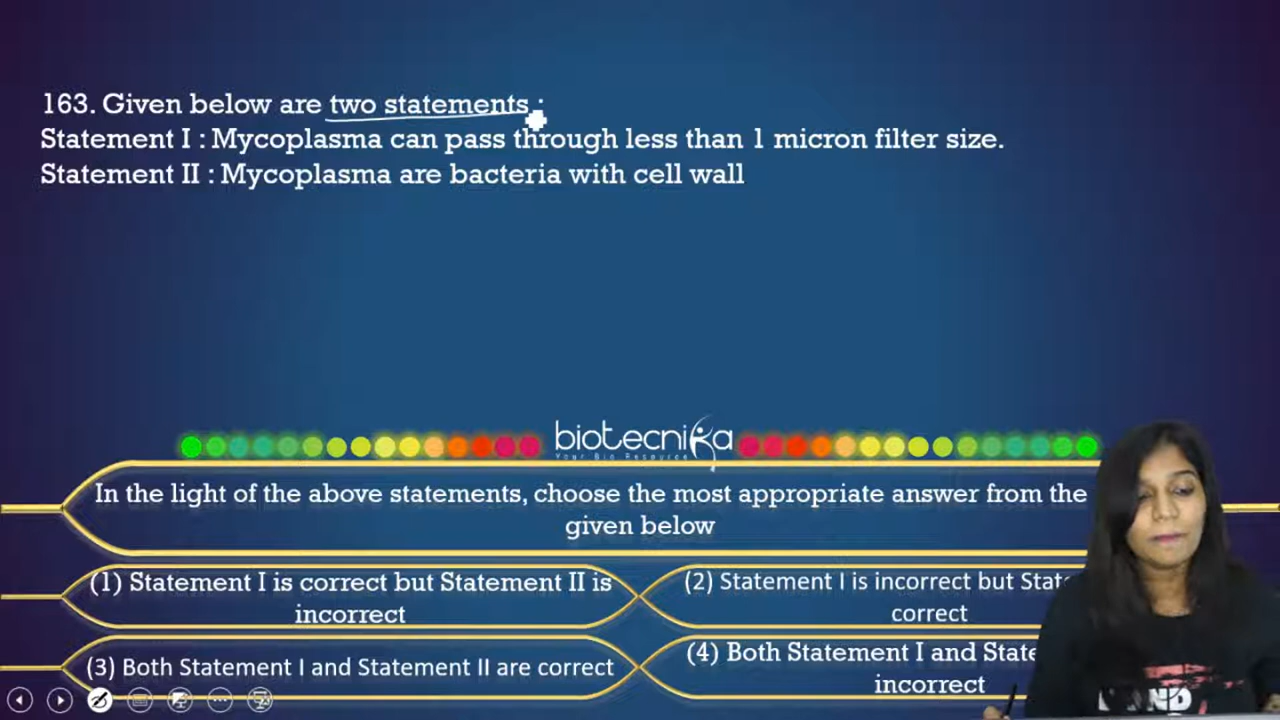 163. Given below are two statements :
Statement I : Mycoplasma can pass through less than 1 micron filter size.
Statement II : Mycoplasma are bacteria with cell wall
biotecnika
Your Bio Resource
In the light of the above statements, choose the most appropriate answer from the
given below
(1) Statement I is correct but Statement II is
incorrect
(2) Statement I is incorrect but
correct
(3) Both Statement I and Statement II are correct
(4) Both Statement I and
incorrect